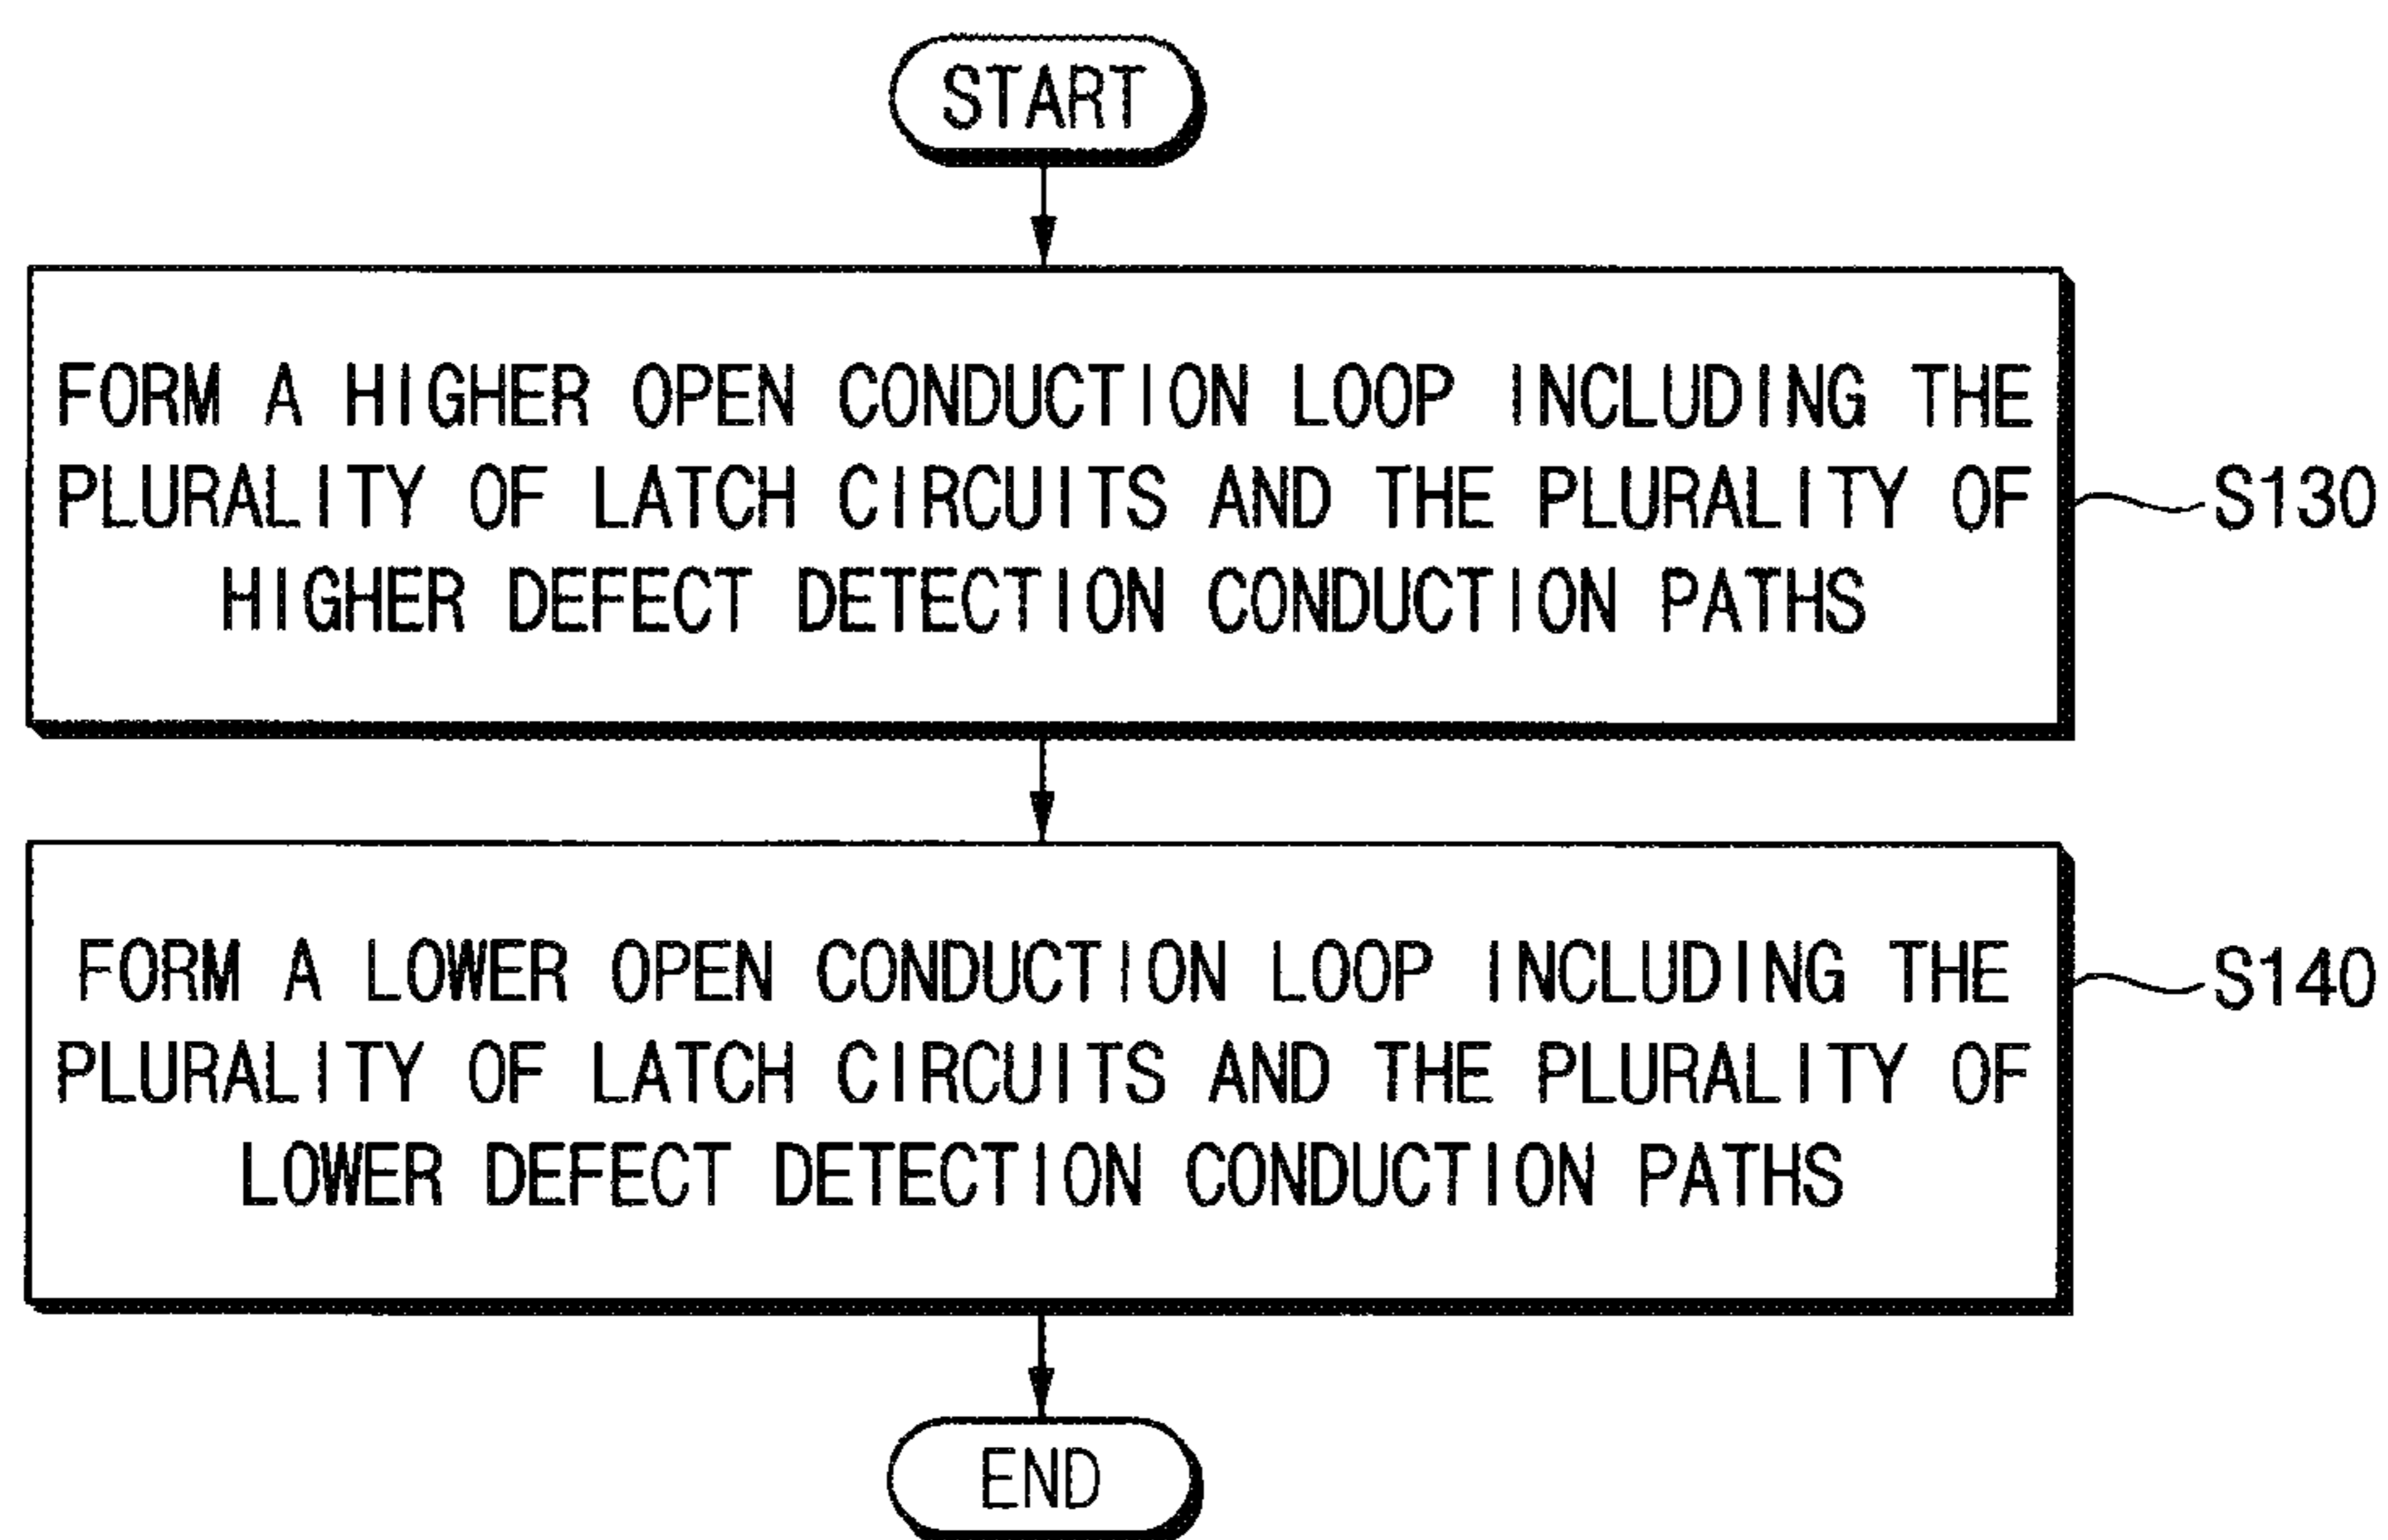 START
FORM A HIGHER OPEN CONDUCTION LOOP INCLUDING THE
PLURALITY OF LATCH CIRCUITS AND THE PLURALITY OF
HIGHER DEFECT DETECTION CONDUCTION PATHS
S130
FORM A LOWER OPEN CONDUCTION LOOP INCLUDING THE
PLURALITY OF LATCH CIRCUITS AND THE PLURALITY OF
LOWER DEFECT DETECTION CONDUCTION PATHS
S140
END